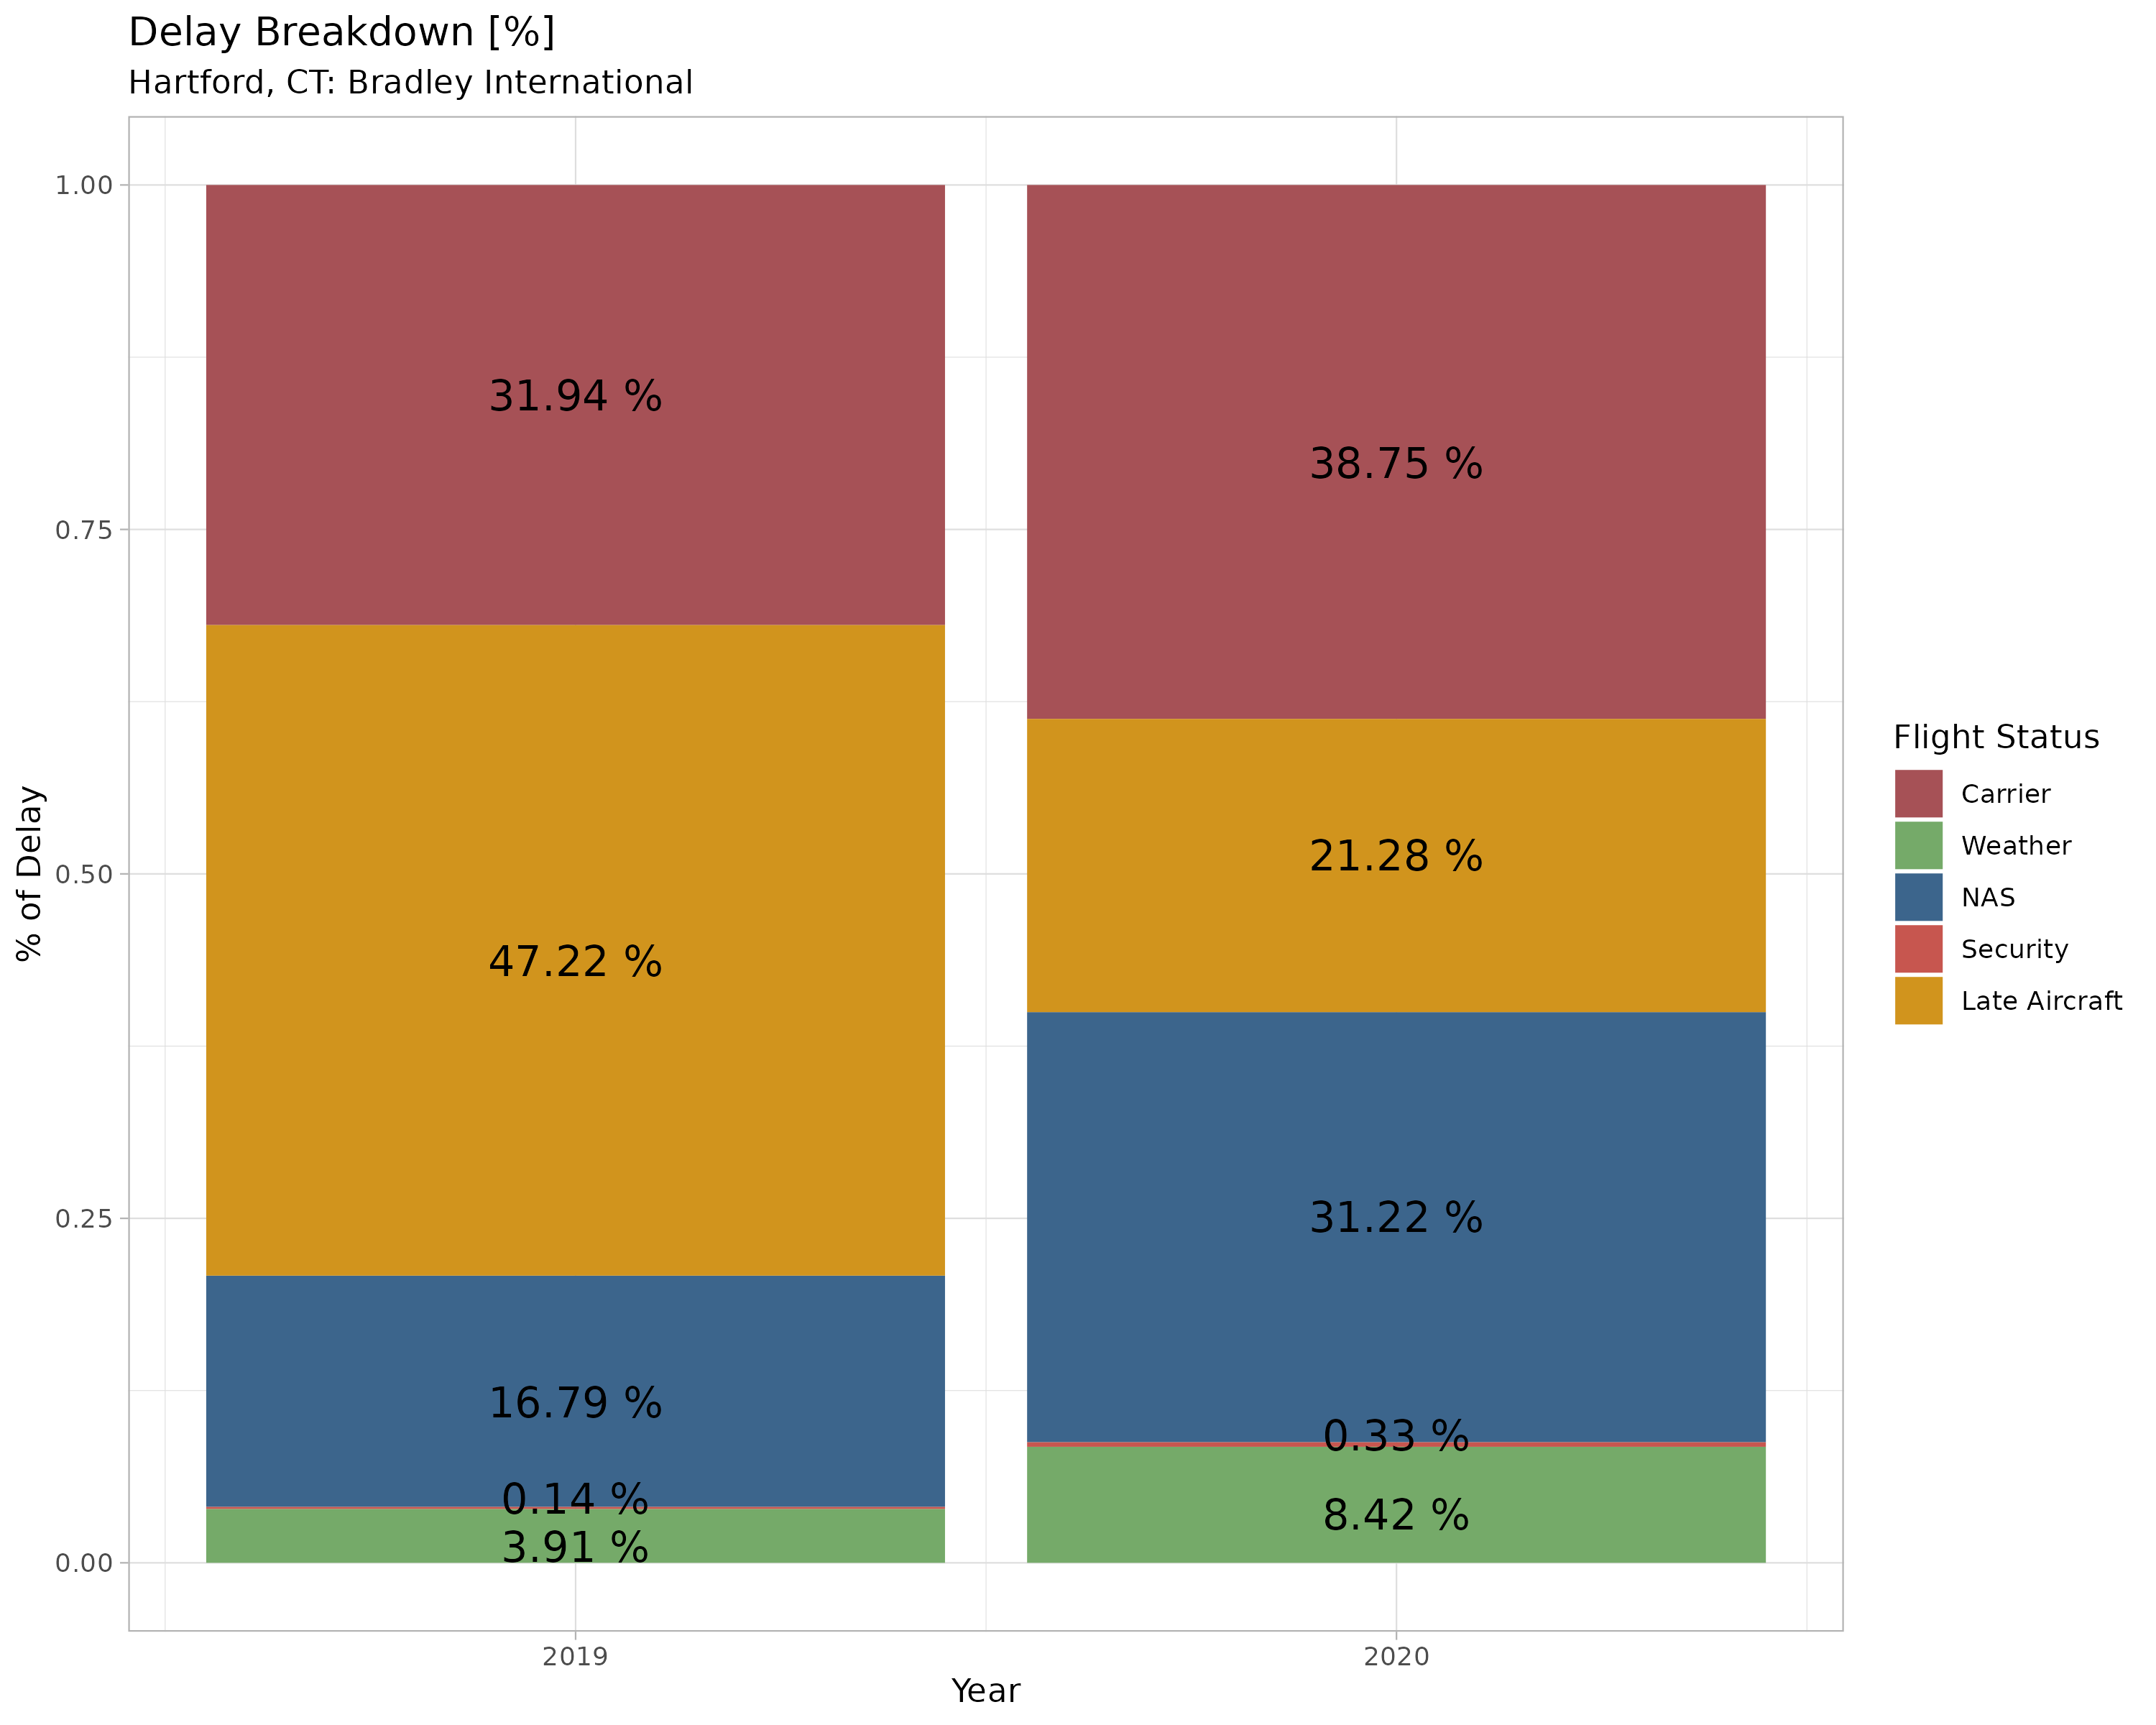 Delay Breakdown [%]
Hartford, CT: Bradley International
% of Delay
1.00
0.75
0.50
0.25
0.00
31.94 %
47.22 %
16.79 %
0.14 %
3.91 %
38.75 %
21.28 %
31.22 %
0.33 %
8.42 %
2019
2020
Year
Flight Status
Carrier
Weather
NAS
Security
Late Aircraft